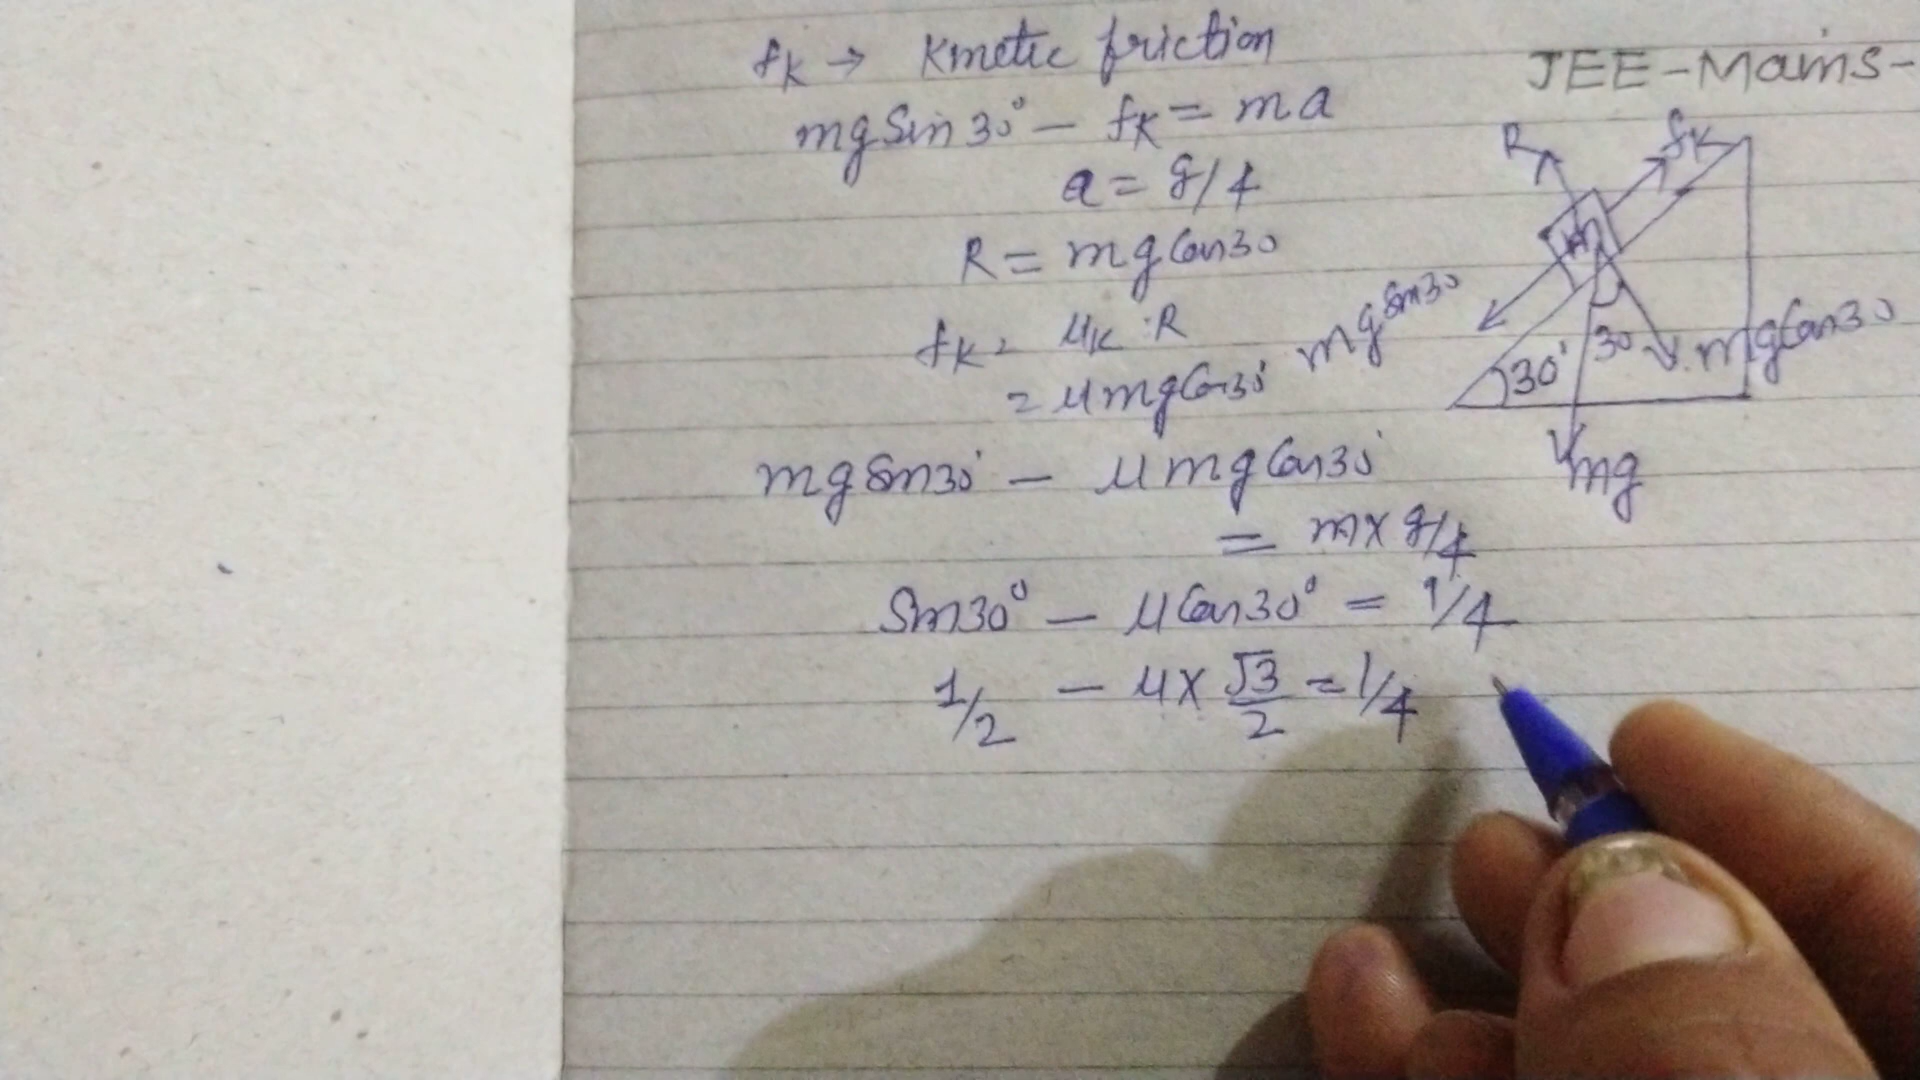 fK → Kinetic friction
mg Sin 30° – fK = ma
a = g/4
R = mg Cos30
fK = μK . R
= μmg Cos30°
mg Sin30° – μmg Cos30°
= m x g/4
Sin30° – μ Cos30° = 1/4
1/2 – μ x √3/2 = 1/4
JEE-Mains-
R
fK
m
mg Sin30
30°
30
mg Cos30
mg